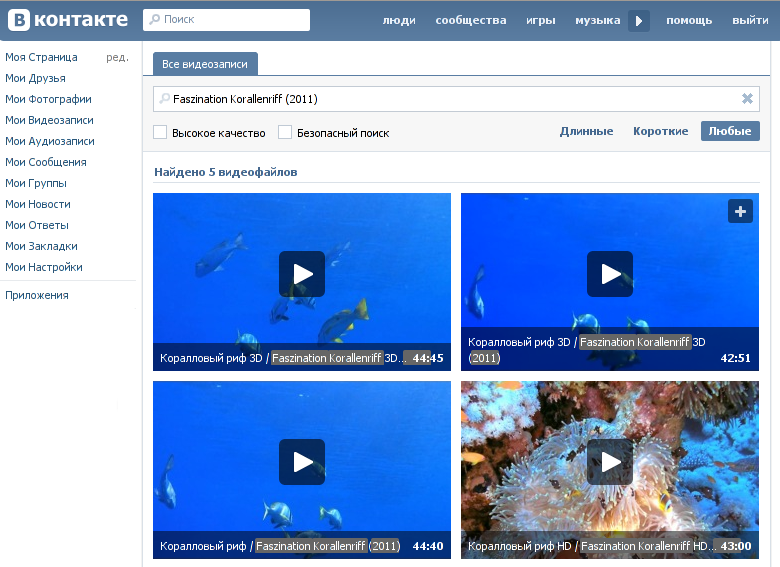 В контакте
Поиск
люди сообщества игры музыка помощь выйти
Моя Страница ред.
Мои Друзья
Мои Фотографии
Мои Видеозаписи
Мои Аудиозаписи
Мои Сообщения
Мои Группы
Мои Новости
Мои Ответы
Мои Закладки
Мои Настройки
Приложения
Все видеозаписи
Faszination Korallenriff (2011)
Высокое качество Безопасный поиск Длинные Короткие Любые
Найдено 5 видеофайлов
Коралловый риф 3D / Faszination Korallenriff 3D... 44:45
Коралловый риф 3D / Faszination Korallenriff 3D
(2011) 42:51
Коралловый риф / Faszination Korallenriff (2011) 44:40
Коралловый риф HD / Faszination Korallenriff HD... 43:00